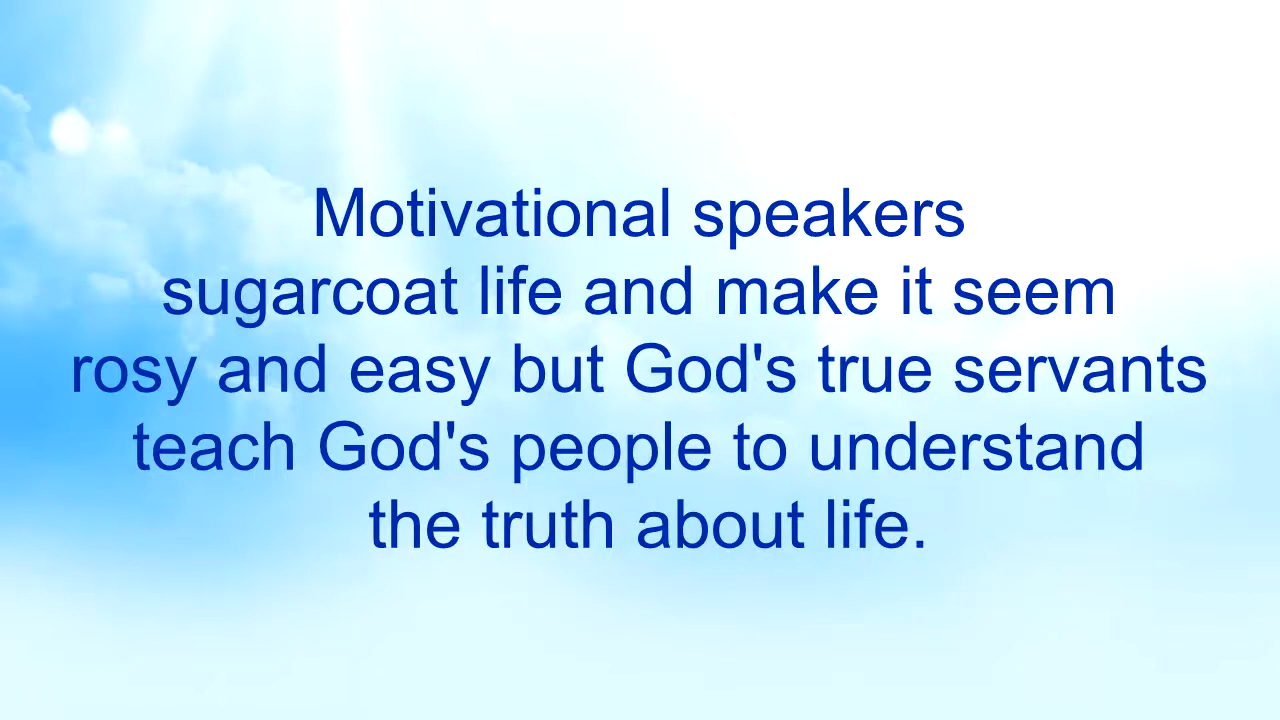 Motivational speakers
sugarcoat life and make it seem
rosy and easy but God's true servants
teach God's people to understand
the truth about life.